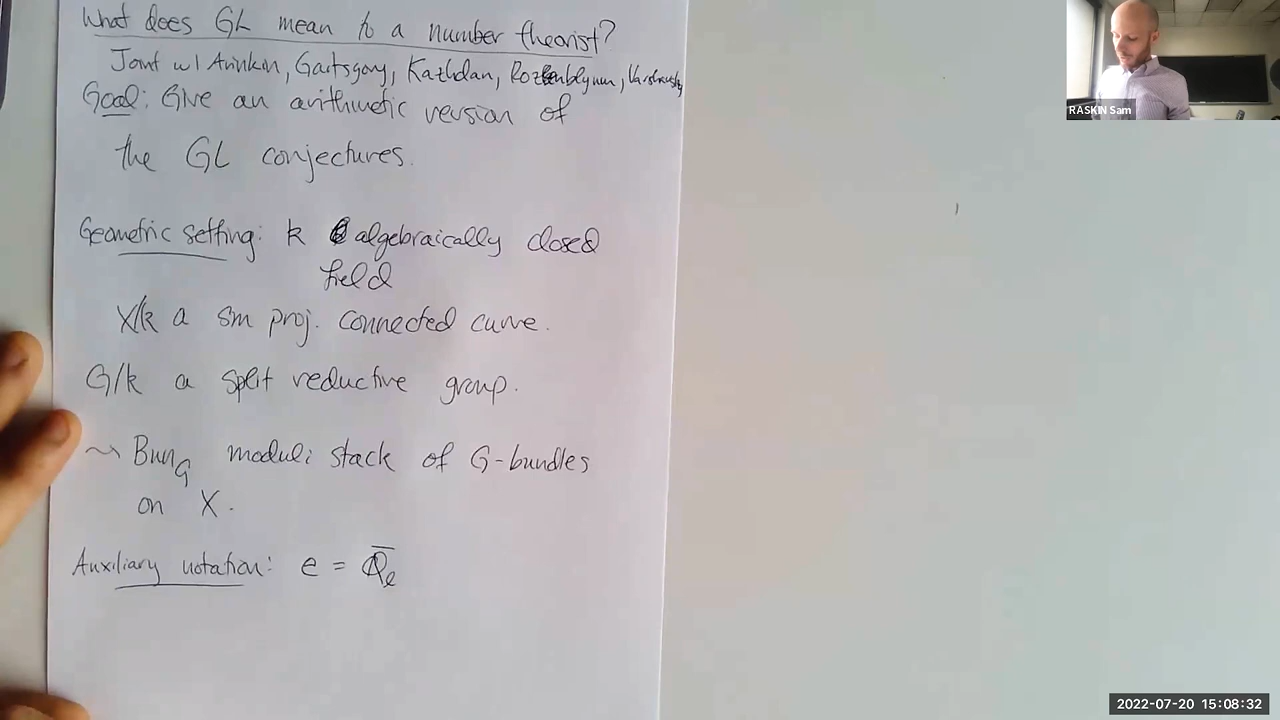 What does GL mean to a number theorist?
Joint w/ Arinkin, Gaitsgory, Kazhdan, Rozenblyum, Varshavsky
Goal: Give an arithmetic version of
the GL conjectures.
Geometric setting: k algebraically closed
field
X/k a sm proj. connected curve.
G/k a split reductive group.
⇝ Bun_G moduli stack of G-bundles
on X.
Auxiliary notation: e = \overline{ℚ}_ℓ
RASKIN Sam
2022-07-20 15:08:32